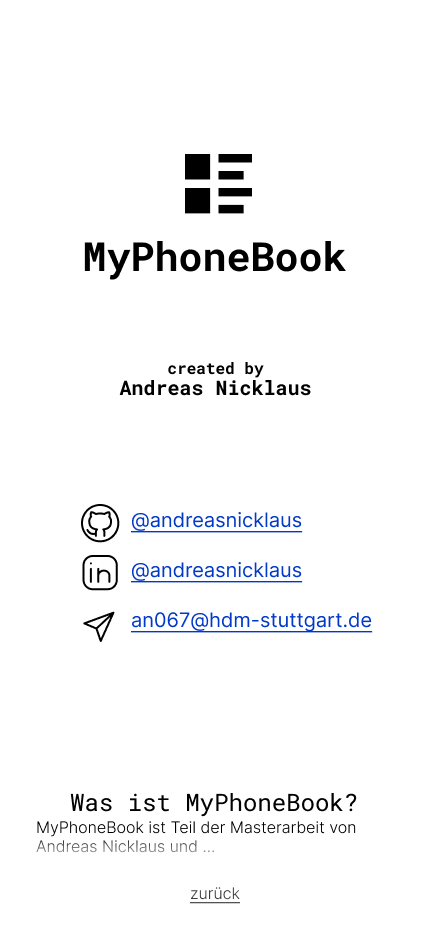 MyPhoneBook
created by
Andreas Nicklaus
@andreasnicklaus
in @andreasnicklaus
an067@hdm-stuttgart.de
Was ist MyPhoneBook?
MyPhoneBook ist Teil der Masterarbeit von
Andreas Nicklaus und ...
zurück